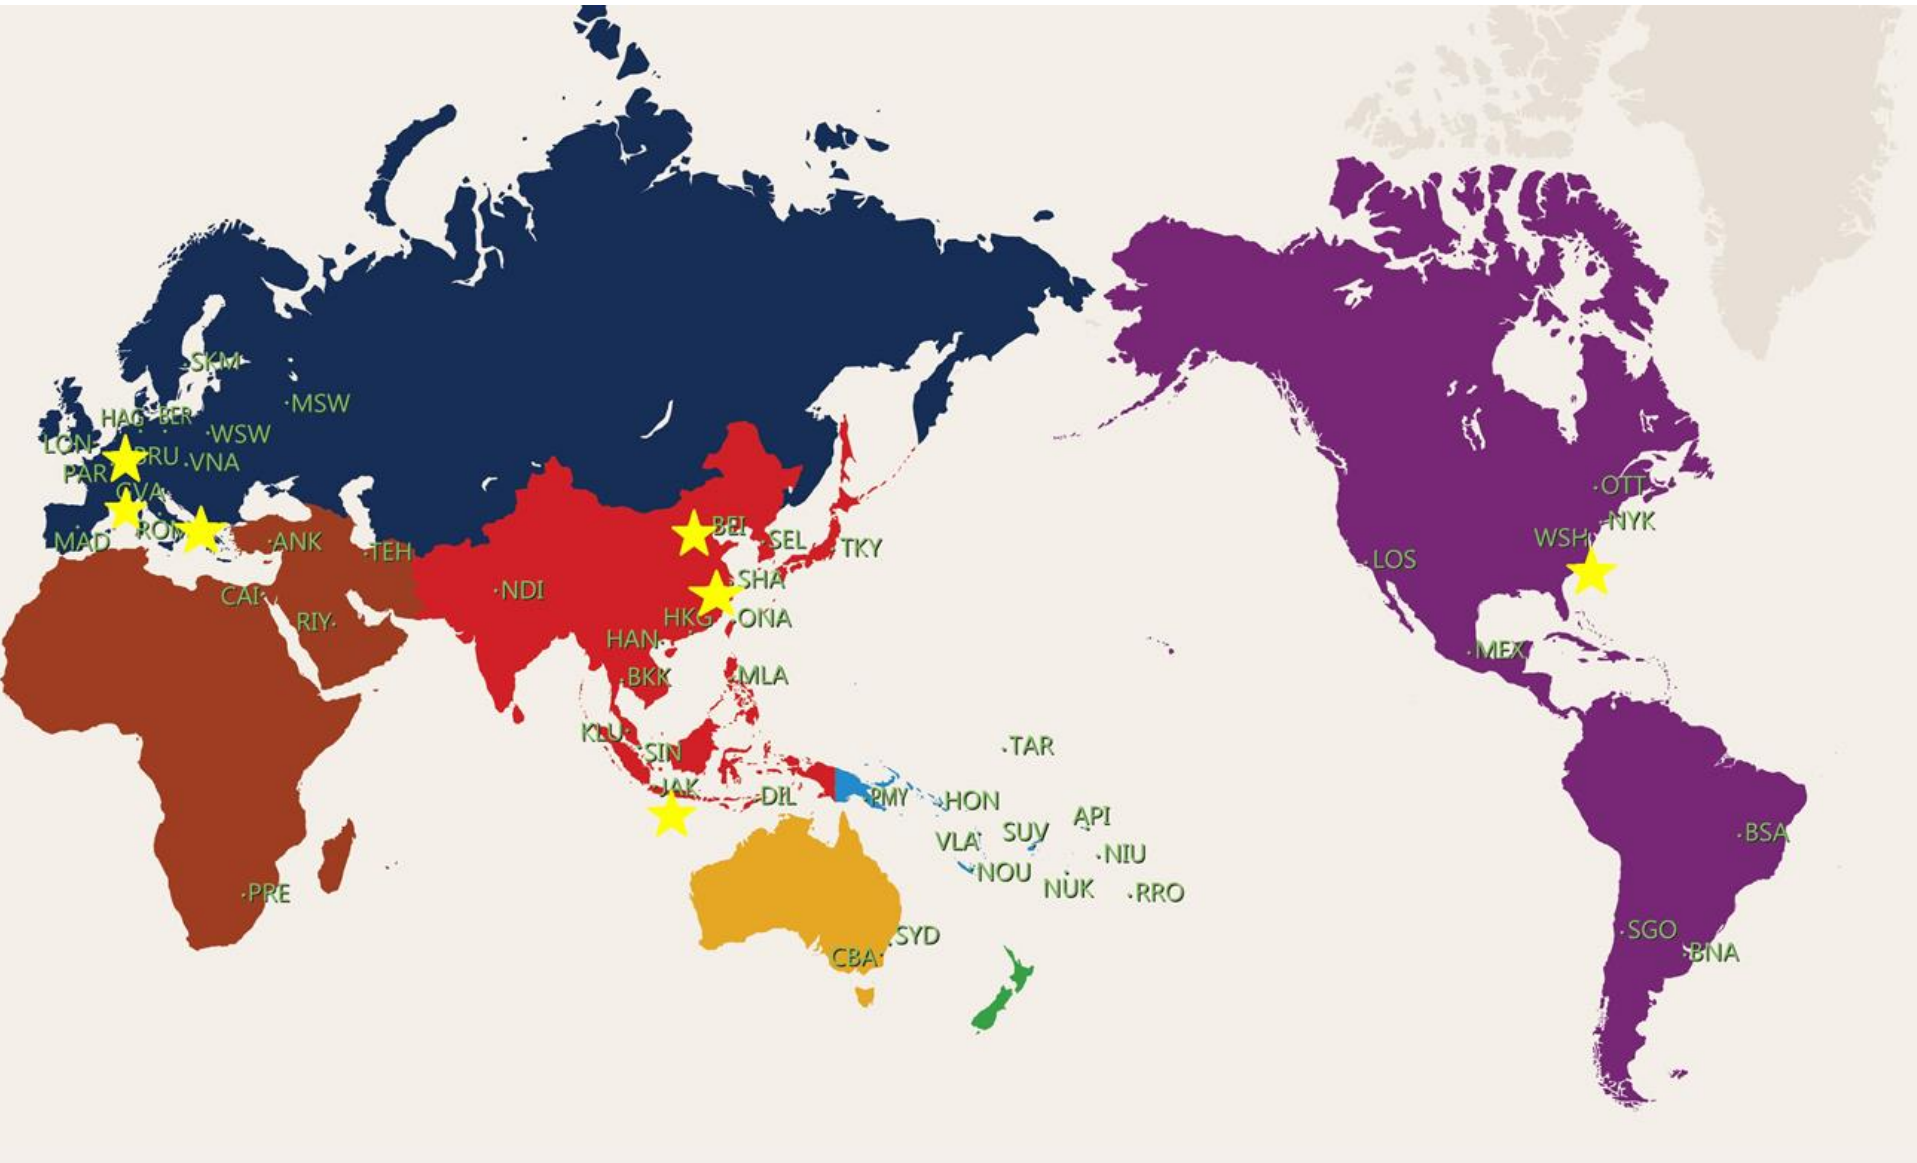 SKM
MSW
HAG
BER
WSW
LON
BRU
VNA
PAR
GVA
MAD
ROM
ANK
TEH
CAI
RIY
PRE
NDI
BEI
SEL
TKY
SHA
HKG
ONA
HAN
BKK
MLA
KLU
SIN
JAK
DIL
PMY
HON
TAR
API
SUV
VLA
NIU
NOU
NUK
RRO
SYD
CBA
OTT
NYK
WSH
LOS
MEX
BSA
SGO
BNA